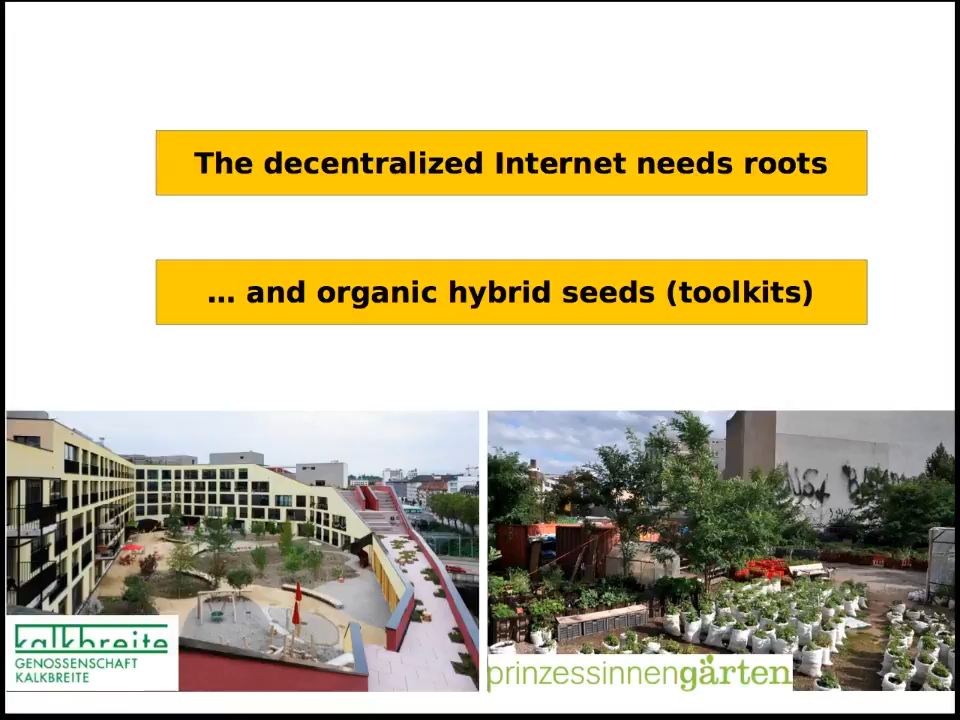 The decentralized Internet needs roots
... and organic hybrid seeds (toolkits)
kalkbreite
GENOSSENSCHAFT
KALKBREITE
prinzessinnengärten